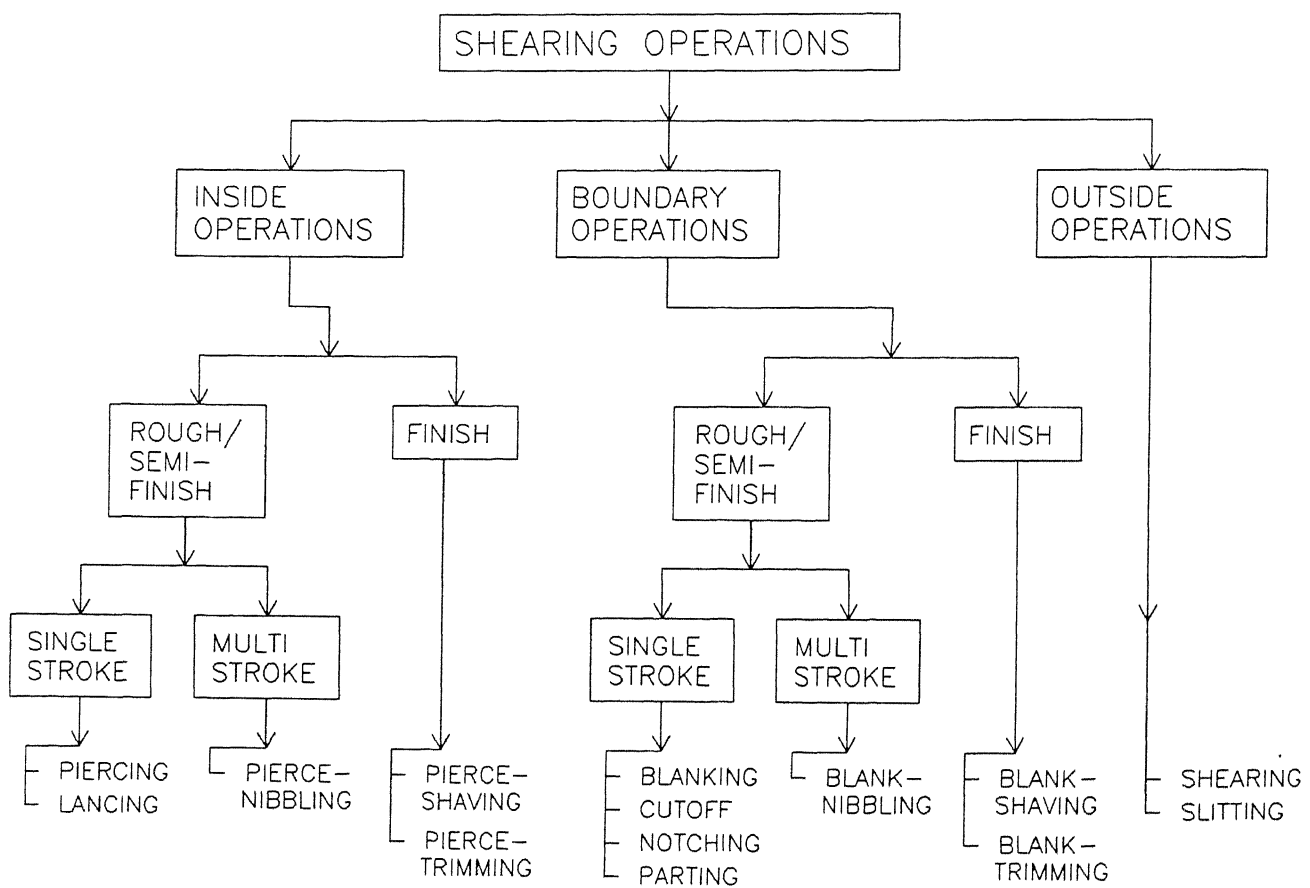 SHEARING OPERATIONS
INSIDE
OPERATIONS
BOUNDARY
OPERATIONS
OUTSIDE
OPERATIONS
ROUGH/
SEMI-
FINISH
FINISH
ROUGH/
SEMI-
FINISH
FINISH
SINGLE
STROKE
MULTI
STROKE
SINGLE
STROKE
MULTI
STROKE
PIERCING
LANCING
PIERCE-
NIBBLING
PIERCE-
SHAVING
PIERCE-
TRIMMING
BLANKING
CUTOFF
NOTCHING
PARTING
BLANK-
NIBBLING
BLANK-
SHAVING
BLANK-
TRIMMING
SHEARING
SLITTING